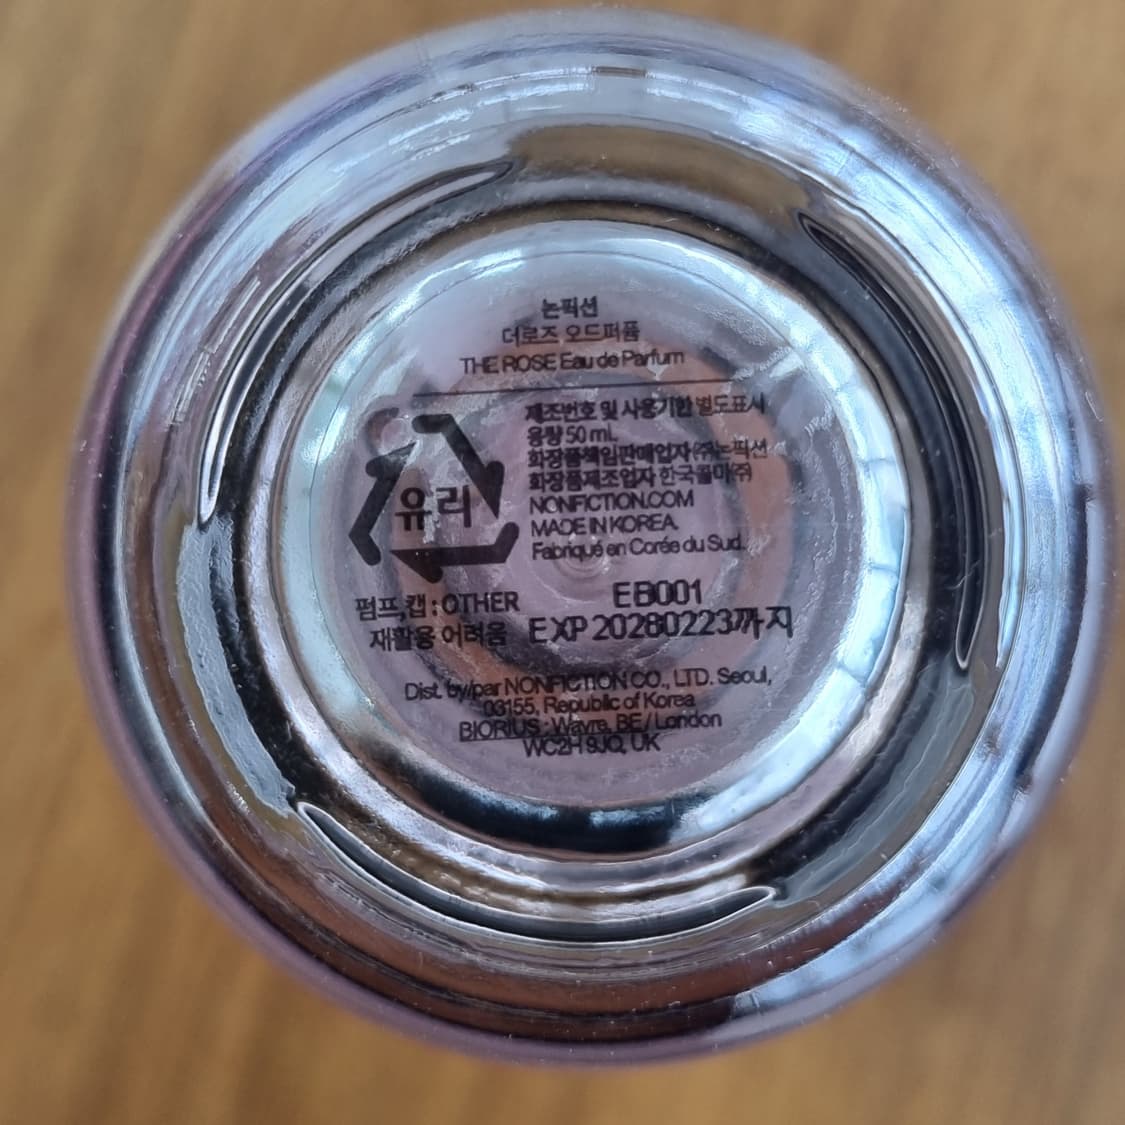 논픽션
더로즈 오드퍼퓸
THE ROSE Eau de Parfum
제조번호 및 사용기한 별도표시
용량 50 mL
화장품책임판매업자 ㈜논픽션
화장품제조업자 한국콜마㈜
NONFICTION.COM
MADE IN KOREA.
Fabriqué en Corée du Sud.
유리
펌프,캡 : OTHER
재활용 어려움
EB001
EXP 20280223까지
Dist. by/par NONFICTION CO., LTD. Seoul,
03155, Republic of Korea
BIORIUS : Wavre, BE / London
WC2H 9JQ, UK